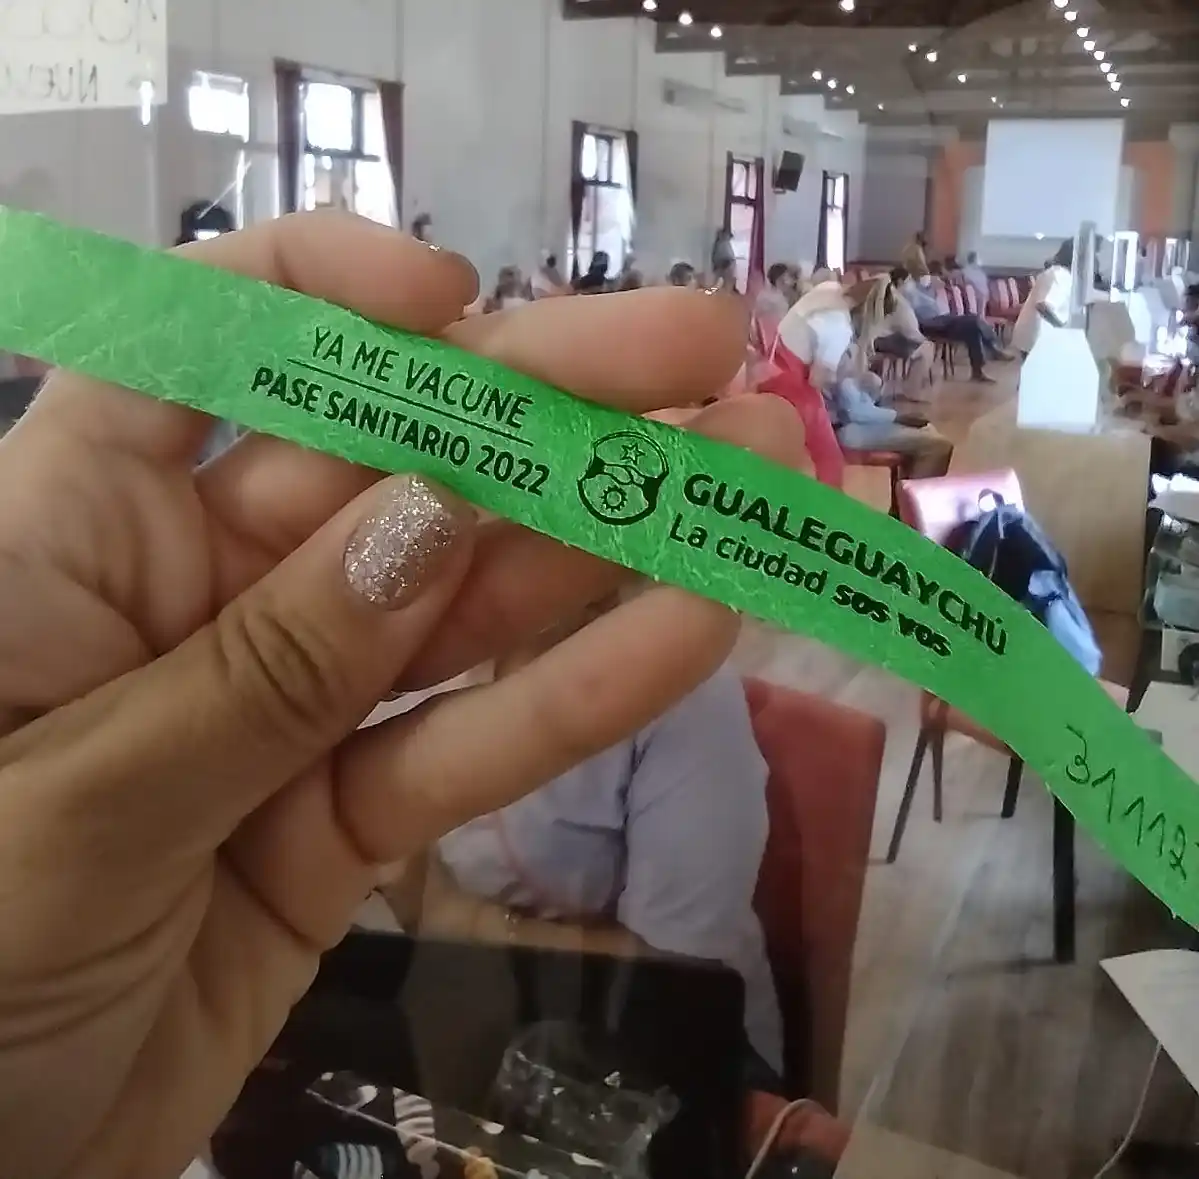 YA ME VACUNE
PASE SANITARIO 2022
GUALEGUAYCHÚ
La ciudad sos vos